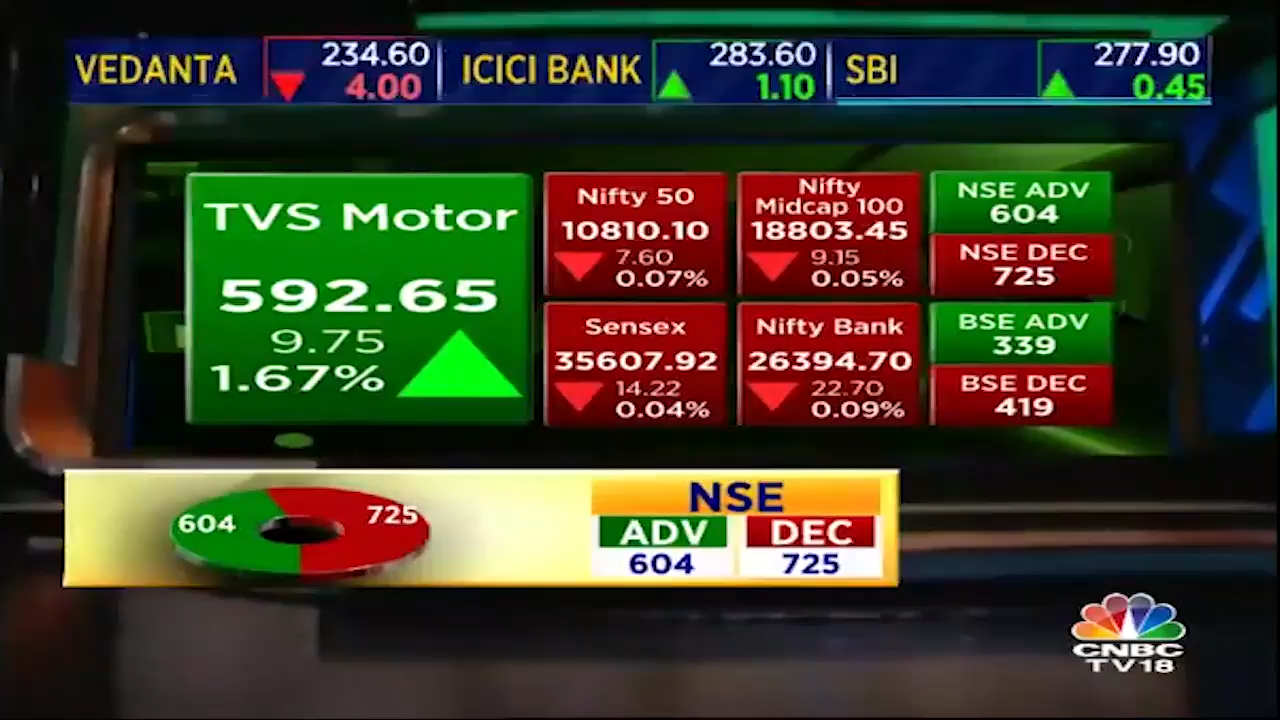 VEDANTA 234.60 4.00 ICICI BANK 283.60 1.10 SBI 277.90 0.45
TVS Motor
592.65
9.75
1.67%
Nifty 50
10810.10
7.60
0.07%
Nifty
Midcap 100
18803.45
9.15
0.05%
NSE ADV
604
NSE DEC
725
Sensex
35607.92
14.22
0.04%
Nifty Bank
26394.70
22.70
0.09%
BSE ADV
339
BSE DEC
419
604 725
NSE
ADV DEC
604 725
CNBC
TV18